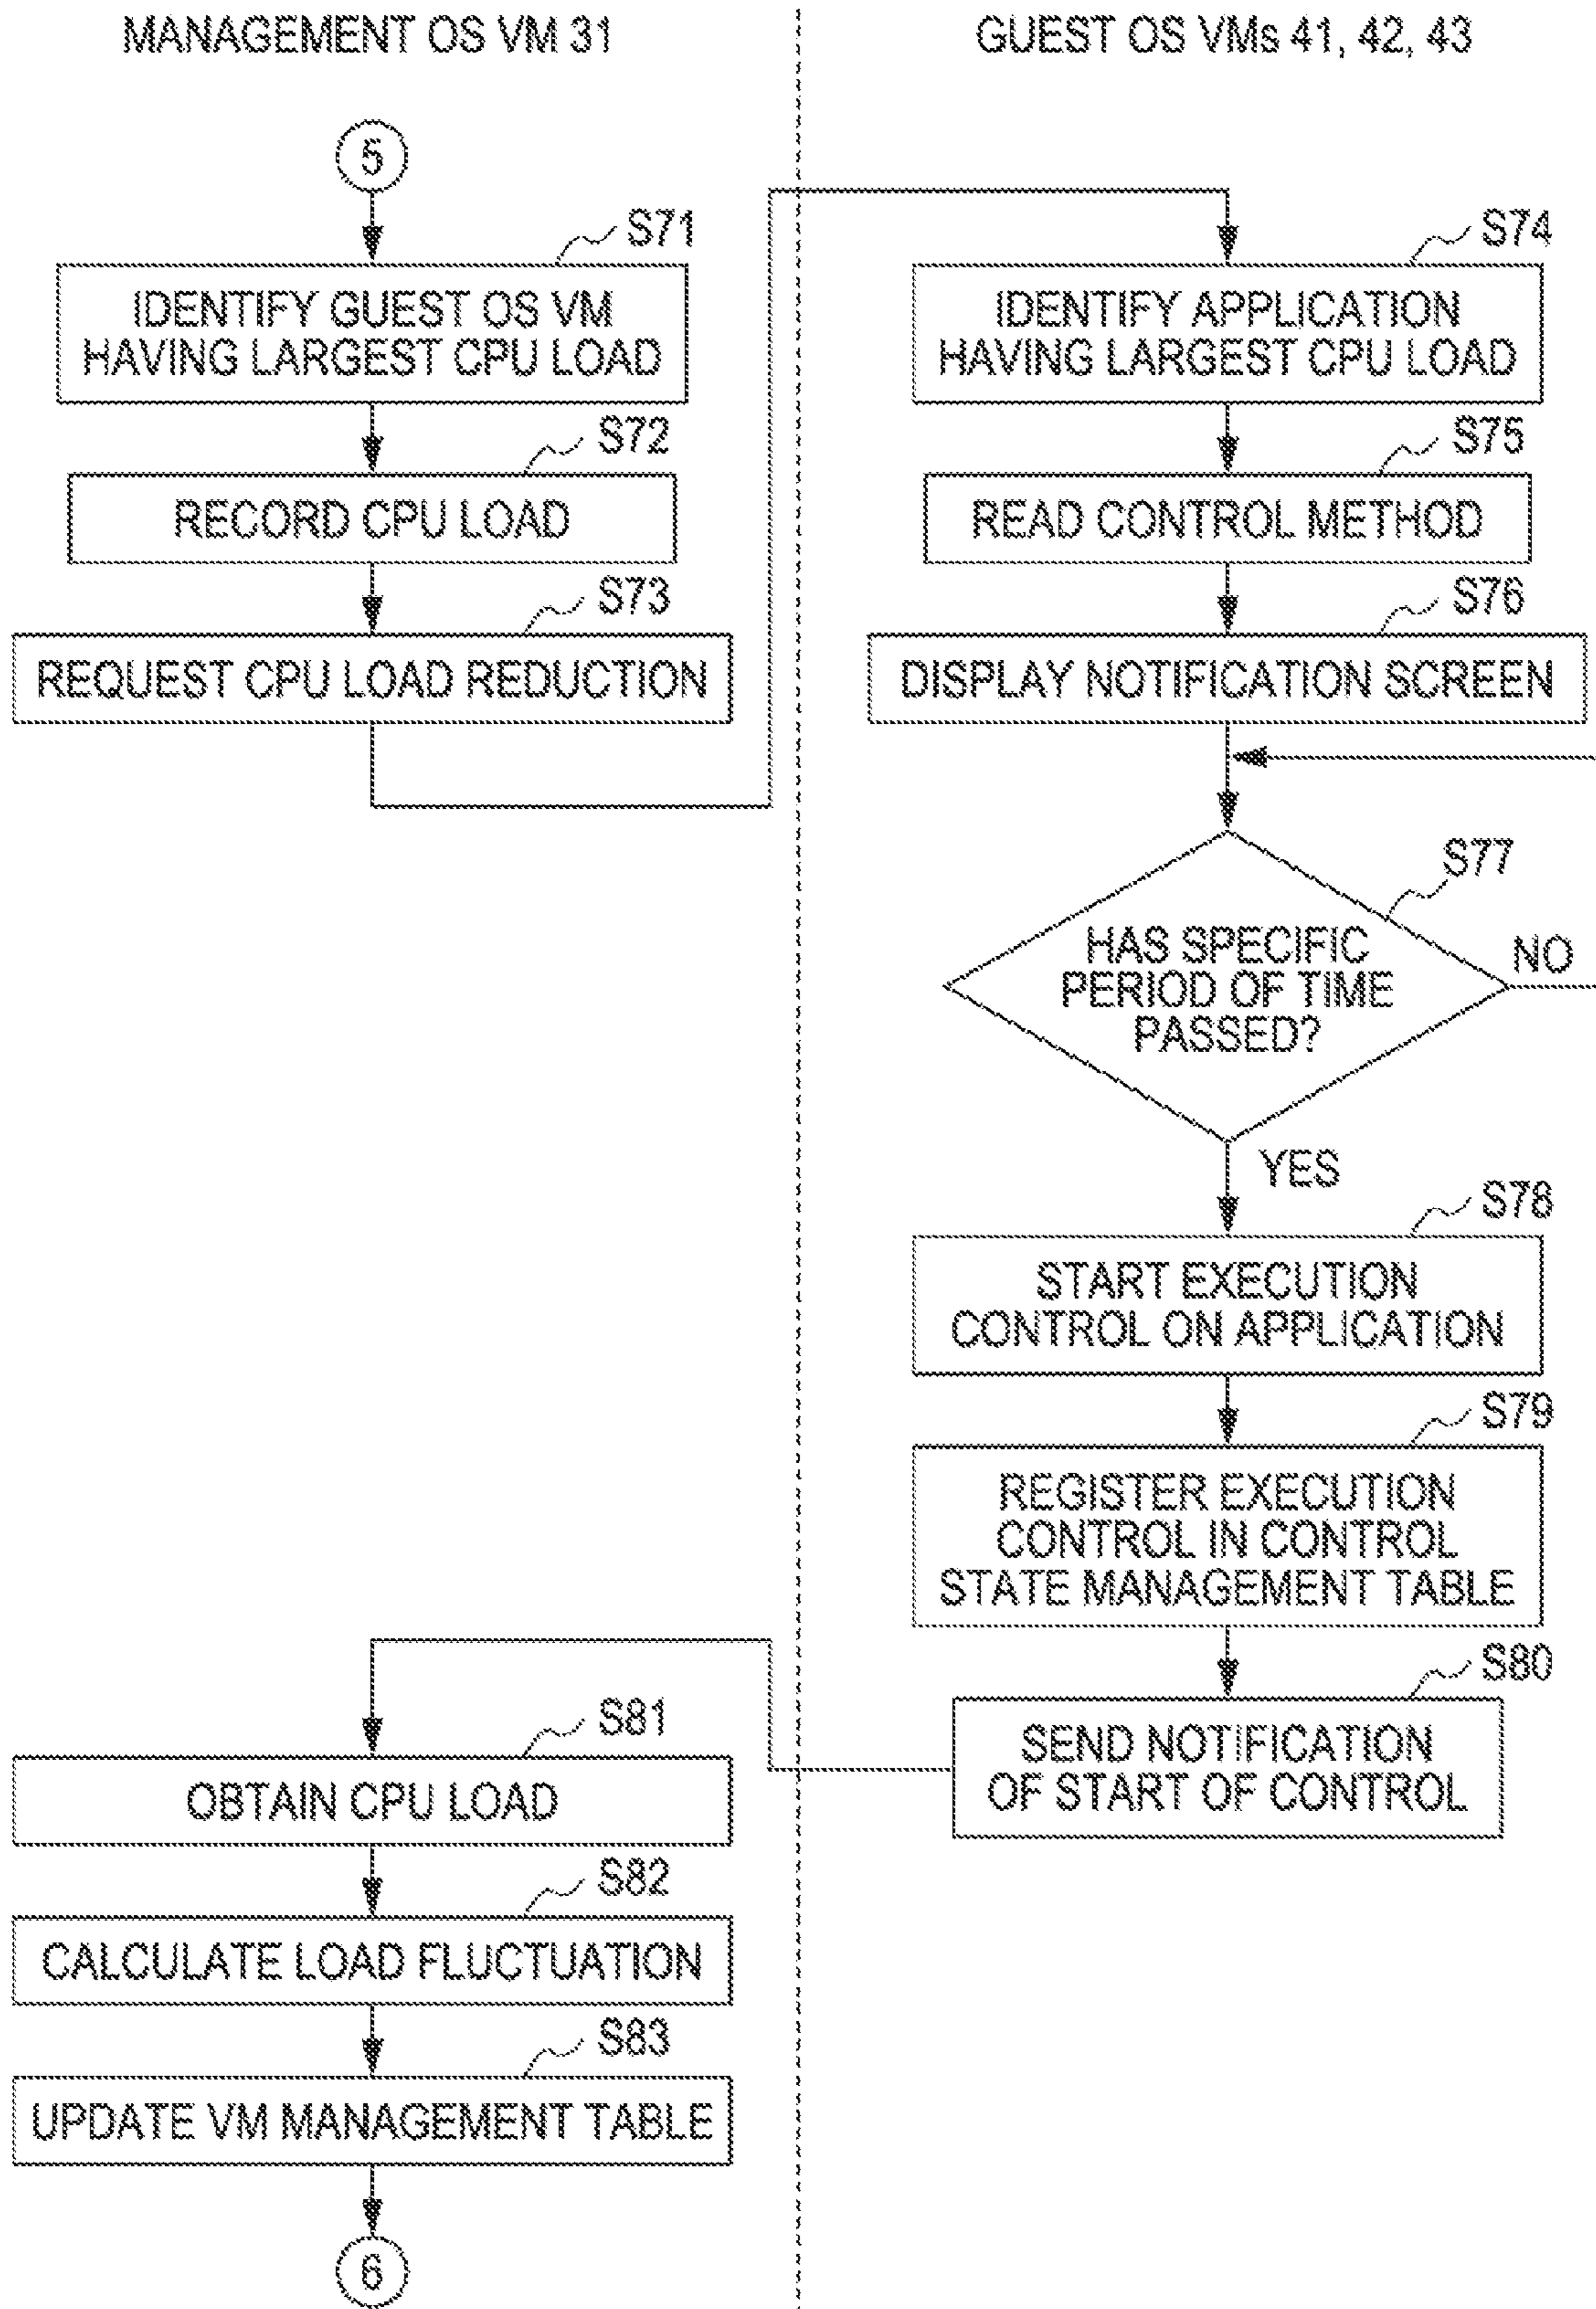 MANAGEMENT OS VM 31
GUEST OS VMs 41, 42, 43
5
S71
IDENTIFY GUEST OS VM
HAVING LARGEST CPU LOAD
S72
RECORD CPU LOAD
S73
REQUEST CPU LOAD REDUCTION
S74
IDENTIFY APPLICATION
HAVING LARGEST CPU LOAD
S75
READ CONTROL METHOD
S76
DISPLAY NOTIFICATION SCREEN
S77
HAS SPECIFIC
PERIOD OF TIME
PASSED?
NO
YES
S78
START EXECUTION
CONTROL ON APPLICATION
S79
REGISTER EXECUTION
CONTROL IN CONTROL
STATE MANAGEMENT TABLE
S80
SEND NOTIFICATION
OF START OF CONTROL
S81
OBTAIN CPU LOAD
S82
CALCULATE LOAD FLUCTUATION
S83
UPDATE VM MANAGEMENT TABLE
6